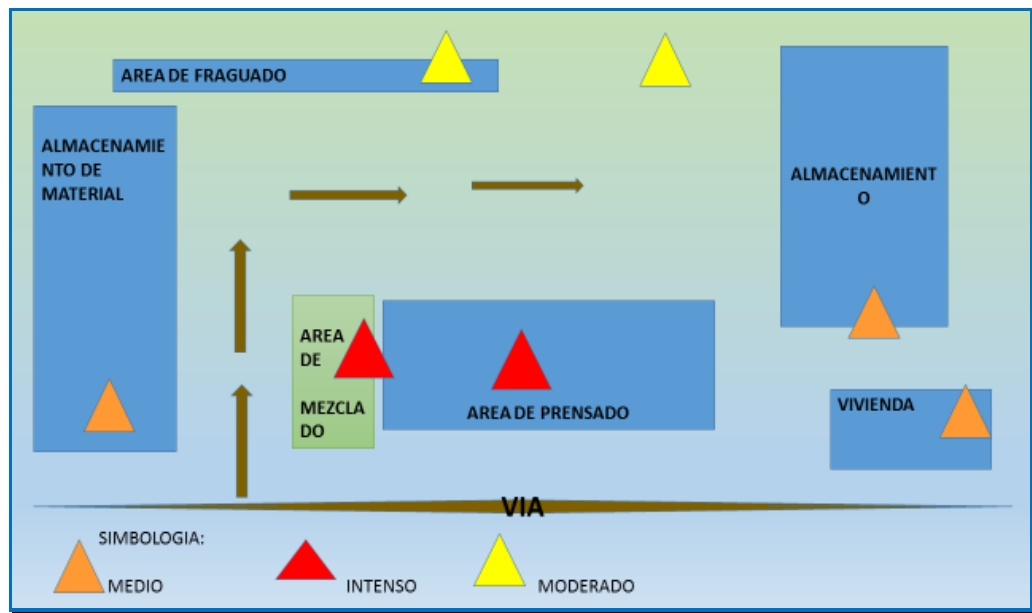 AREA DE FRAGUADO
ALMACENAMIE
NTO DE
MATERIAL
ALMACENAMIENT
O
AREA
DE
MEZCLA
DO
AREA DE PRENSADO
VIVIENDA
VIA
SIMBOLOGIA:
MEDIO
INTENSO
MODERADO